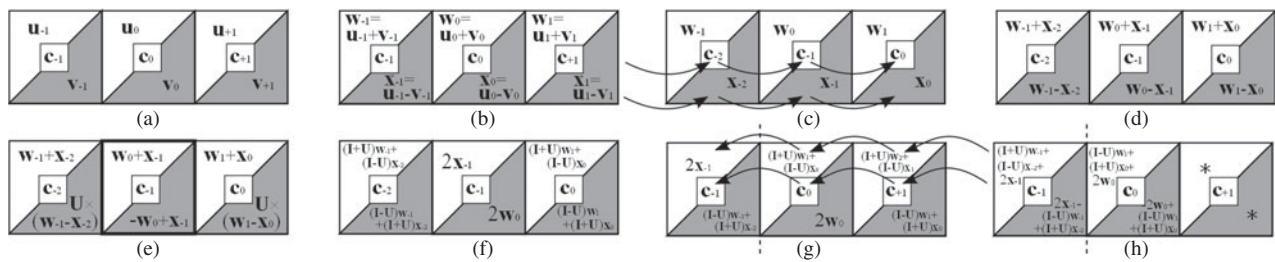 u-1 u0 u+1
c-1 c0 c+1
v-1 v0 v+1
(a)
w-1= w0= w1=
u-1+v-1 u0+v0 u1+v1
c-1 c0 c+1
x-1= x0= x1=
u-1-v-1 u0-v0 u1-v1
(b)
w-1 w0 w1
c-2 c-1 c0
x-2 x-1 x0
(c)
w-1+x-2 w0+x-1 w1+x0
c-2 c-1 c0
w-1-x-2 w0-x-1 w1-x0
(d)
w-1+x-2 w0+x-1 w1+x0
c-2 c-1 c0
U× U×
(w-1-x-2) -w0+x-1 (w1-x0)
(e)
(I+U)w-1+ 2x-1 (I+U)w1+
(I-U)x-2 (I-U)x0
c-2 c-1 c0
(I-U)w-1 2w0 (I-U)w1
+(I+U)x-2 +(I+U)x0
(f)
2x-1 (I+U)w1+ (I+U)w2+
(I-U)x0 (I-U)x1
c-1 c0 c+1
(I-U)w-1+ 2w0 (I-U)w1+
(I+U)x-2 (I+U)x0
(g)
(I+U)w-1+ (I-U)w1+ *
(I-U)x-2+ (I+U)x0+
2x-1 2w0
c-1 c0 c+1
2x-1- 2w0+ *
(I-U)w-1 (I-U)w1
+(I+U)x-2 +(I+U)x0
(h)